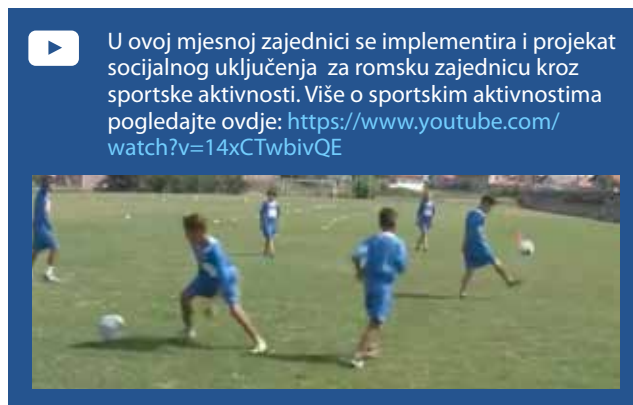 U ovoj mjesnoj zajednici se implementira i projekat
socijalnog uključenja za romsku zajednicu kroz
sportske aktivnosti. Više o sportskim aktivnostima
pogledajte ovdje: https://www.youtube.com/
watch?v=14xCTwbivQE